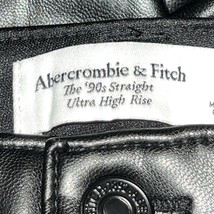 Abercrombie & Fitch
The '90s Straight
Ultra High Rise